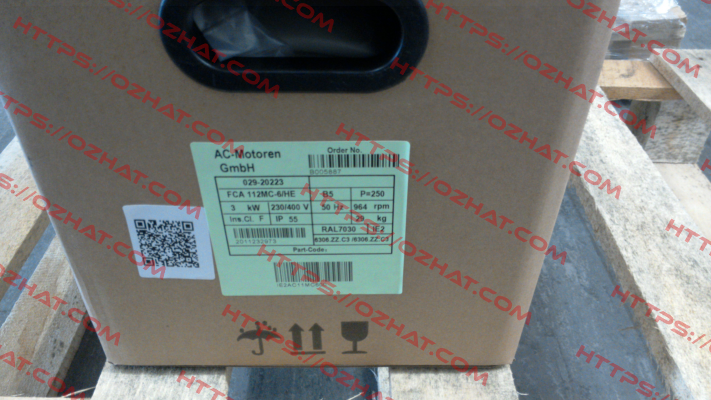 AC-Motoren
GmbH
Order No.
029-20223
FCA 112MC-6/HE B5 P=250
3 kW 230/400 V 50 Hz 964 rpm
Ins.Cl. F IP 55 29 kg
RAL7030 IE2
6306.ZZ.C3 /6306.ZZ.C3
Part-Code:
HTTPS://OZHAT.COM